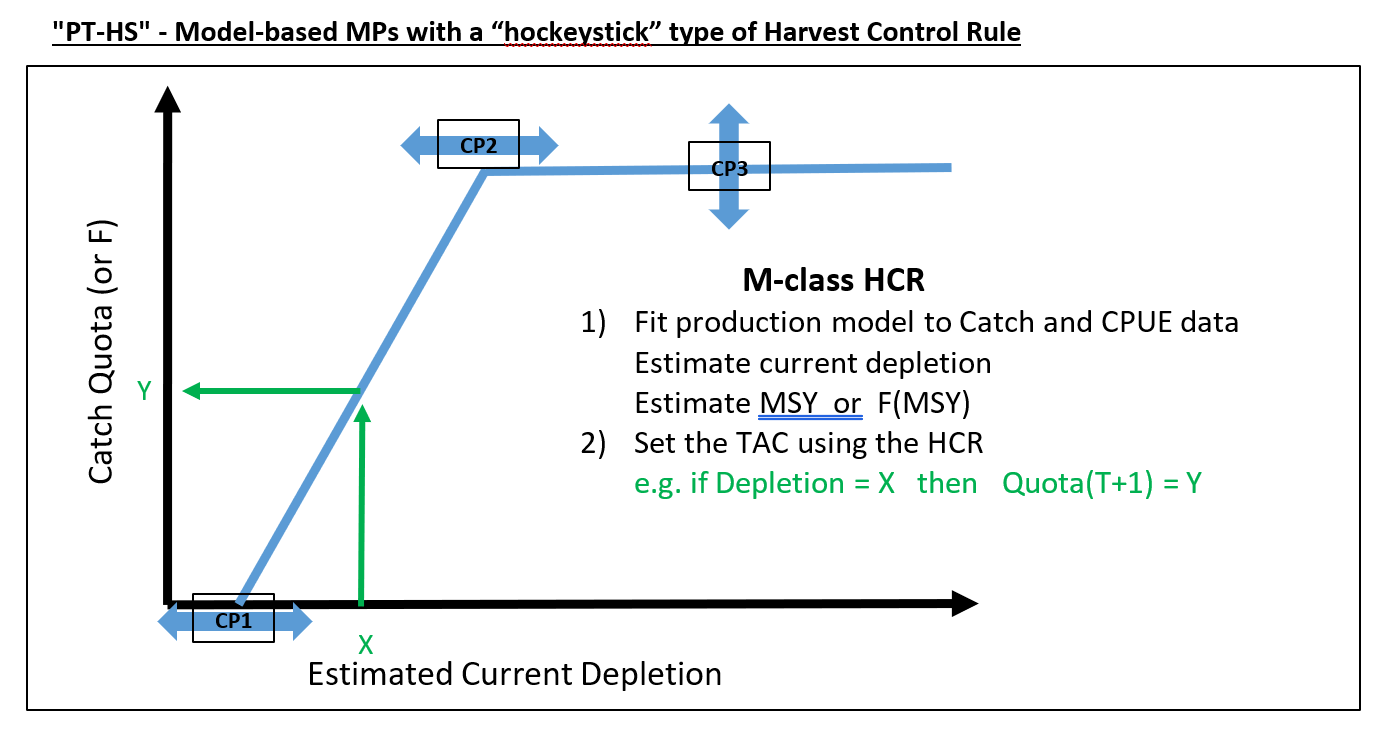 "PT-HS" - Model-based MPs with a “hockeystick” type of Harvest Control Rule
CP2
CP3
Catch Quota (or F)
M-class HCR
1) Fit production model to Catch and CPUE data
Estimate current depletion
Estimate MSY or F(MSY)
2) Set the TAC using the HCR
e.g. if Depletion = X then Quota(T+1) = Y
Y
CP1
X
Estimated Current Depletion